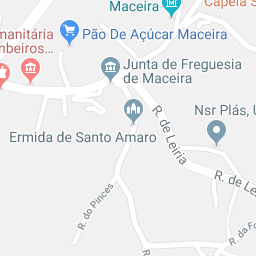 Maceira
Capela S
Pão De Açúcar Maceira
manitária
mbeiros...
Junta de Freguesia
de Maceira
Nsr Plás, U
Ermida de Santo Amaro
R. de Leiria
R. de Le
R. do Pinces
R. da Fo